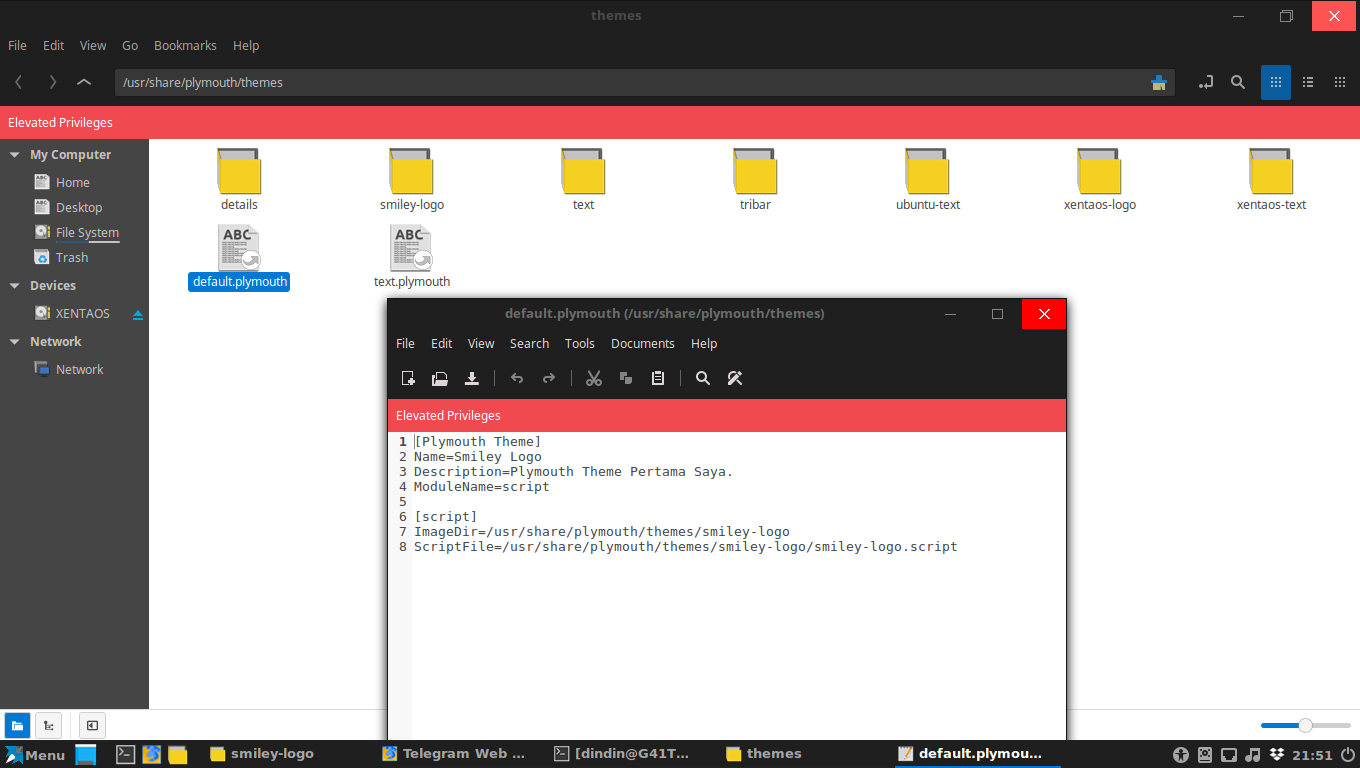 themes
File Edit View Go Bookmarks Help
/usr/share/plymouth/themes
Elevated Privileges
My Computer
Home
Desktop
File System
Trash
Devices
XENTAOS
Network
Network
details smiley-logo text tribar ubuntu-text xentaos-logo xentaos-text
ABC ABC
default.plymouth text.plymouth
default.plymouth (/usr/share/plymouth/themes)
File Edit View Search Tools Documents Help
Elevated Privileges
1 [Plymouth Theme]
2 Name=Smiley Logo
3 Description=Plymouth Theme Pertama Saya.
4 ModuleName=script
5
6 [script]
7 ImageDir=/usr/share/plymouth/themes/smiley-logo
8 ScriptFile=/usr/share/plymouth/themes/smiley-logo/smiley-logo.script
Menu smiley-logo Telegram Web ... [dindin@G41T... themes default.plymou... 21:51